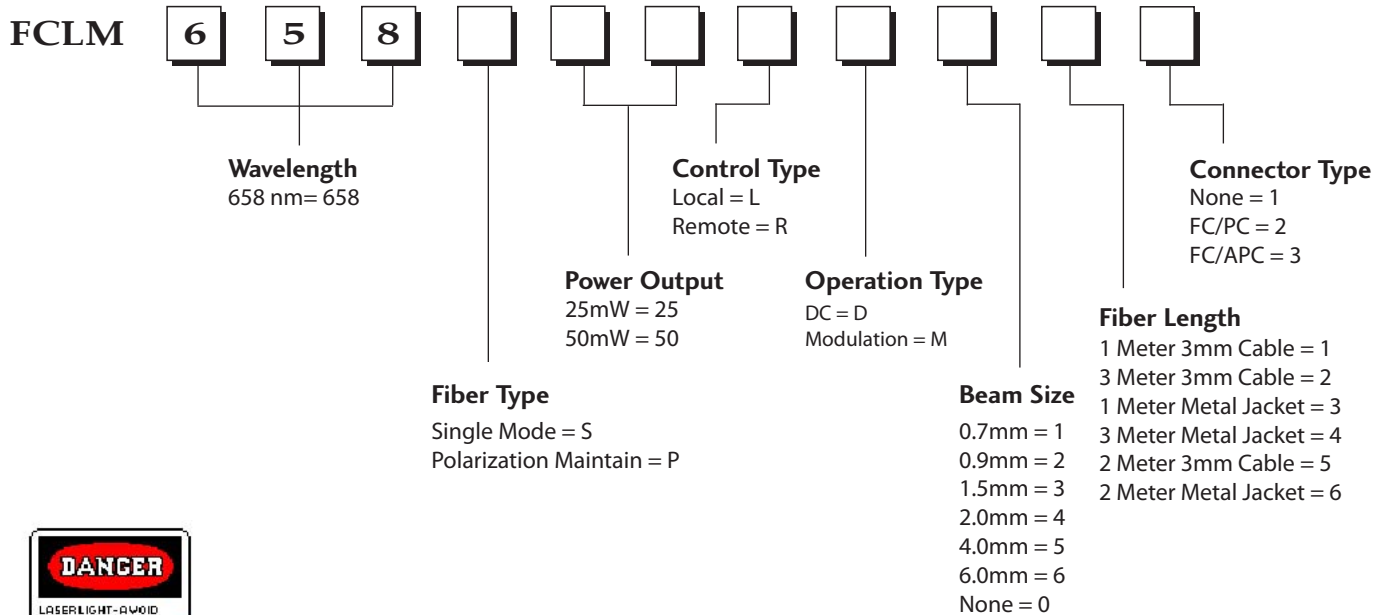 FCLM 6 5 8
Wavelength
658 nm= 658
Control Type
Local = L
Remote = R
Connector Type
None = 1
FC/PC = 2
FC/APC = 3
Power Output
25mW = 25
50mW = 50
Operation Type
DC = D
Modulation = M
Fiber Length
1 Meter 3mm Cable = 1
3 Meter 3mm Cable = 2
1 Meter Metal Jacket = 3
3 Meter Metal Jacket = 4
2 Meter 3mm Cable = 5
2 Meter Metal Jacket = 6
Fiber Type
Single Mode = S
Polarization Maintain = P
Beam Size
0.7mm = 1
0.9mm = 2
1.5mm = 3
2.0mm = 4
4.0mm = 5
6.0mm = 6
None = 0
DANGER
LASERLIGHT-AVOID